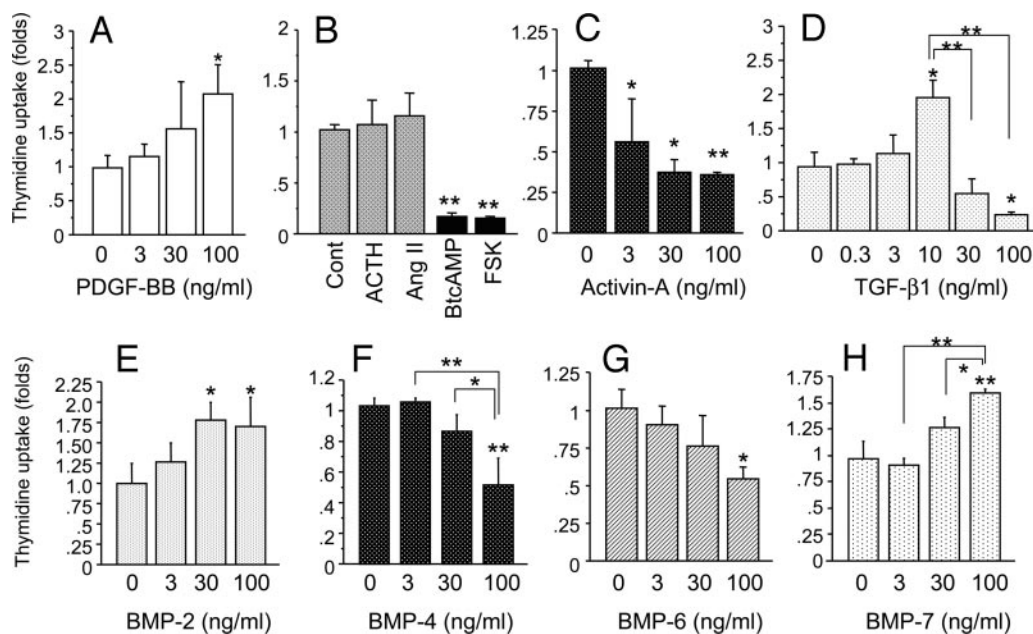 A
Thymidine uptake (folds)
3
2.5
2
1.5
1
.5
0
*
0 3 30 100
PDGF-BB (ng/ml)
B
2
1.5
1
.5
0
** **
Cont
ACTH
Ang II
BtcAMP
FSK
C
1.25
1
.75
.5
.25
0
* * **
0 3 30 100
Activin-A (ng/ml)
D
3
2.5
2
1.5
1
.5
0
**
**
*
*
0 0.3 3 10 30 100
TGF-β1 (ng/ml)
E
Thymidine uptake (folds)
2.25
2
1.75
1.50
1.25
1
.75
.5
.25
0
* *
0 3 30 100
BMP-2 (ng/ml)
F
1.4
1.2
1
.8
.6
.4
.2
0
**
*
**
0 3 30 100
BMP-4 (ng/ml)
G
1.25
1
.75
.5
.25
0
*
0 3 30 100
BMP-6 (ng/ml)
H
1.75
1.5
1.25
1
.75
.5
.25
0
**
*
**
0 3 30 100
BMP-7 (ng/ml)